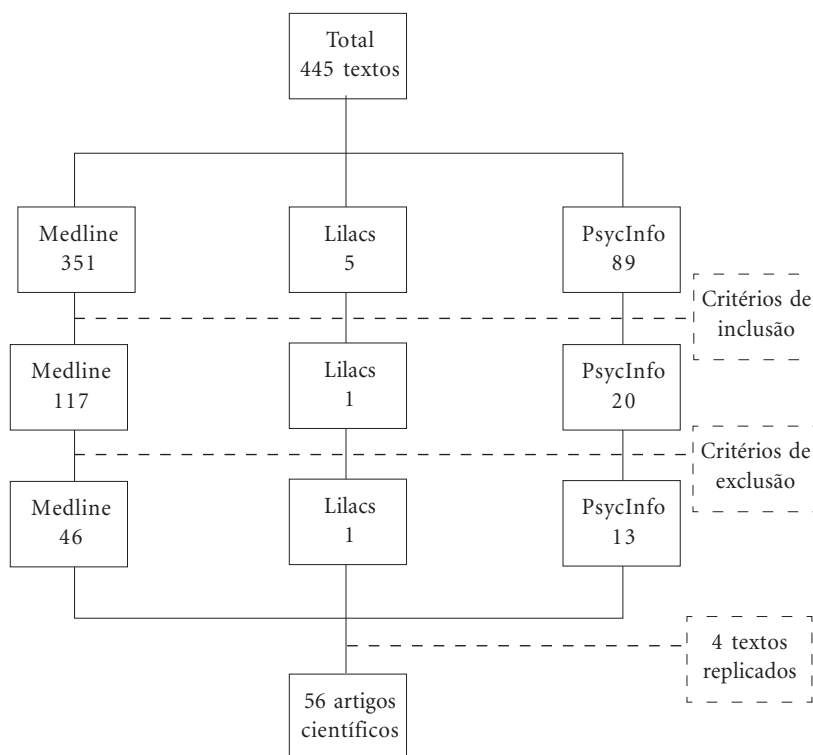 Total
445 textos
Medline
351
Lilacs
5
PsycInfo
89
Critérios de
inclusão
Medline
117
Lilacs
1
PsycInfo
20
Critérios de
exclusão
Medline
46
Lilacs
1
PsycInfo
13
4 textos
replicados
56 artigos
científicos